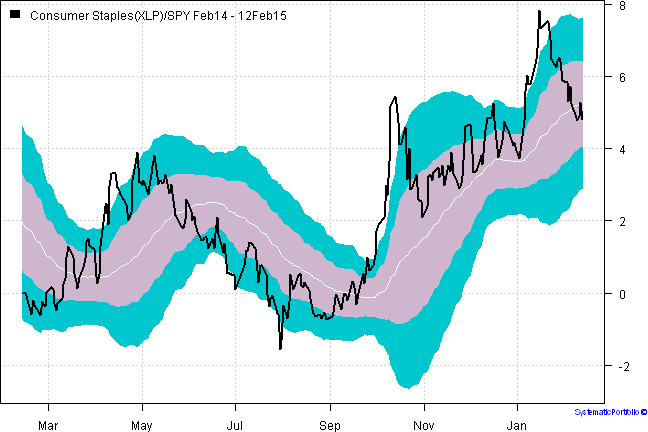 Consumer Staples(XLP)/SPY Feb14 - 12Feb15
8
6
4
2
0
-2
Mar May Jul Sep Nov Jan
SystematicPortfolio ©